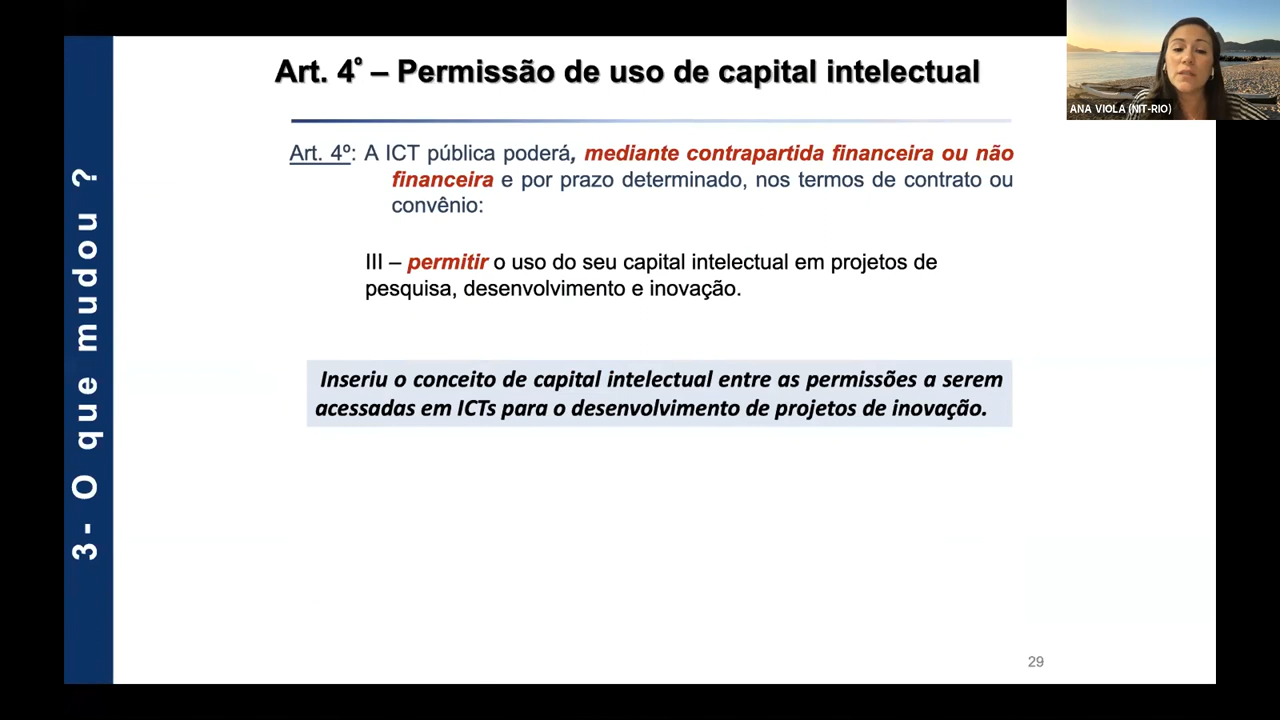 Art. 4º – Permissão de uso de capital intelectual
ANA VIOLA (NIT-RIO)
3- O que mudou ?
Art. 4º: A ICT pública poderá, mediante contrapartida financeira ou não
financeira e por prazo determinado, nos termos de contrato ou
convênio:
III – permitir o uso do seu capital intelectual em projetos de
pesquisa, desenvolvimento e inovação.
Inseriu o conceito de capital intelectual entre as permissões a serem
acessadas em ICTs para o desenvolvimento de projetos de inovação.
29